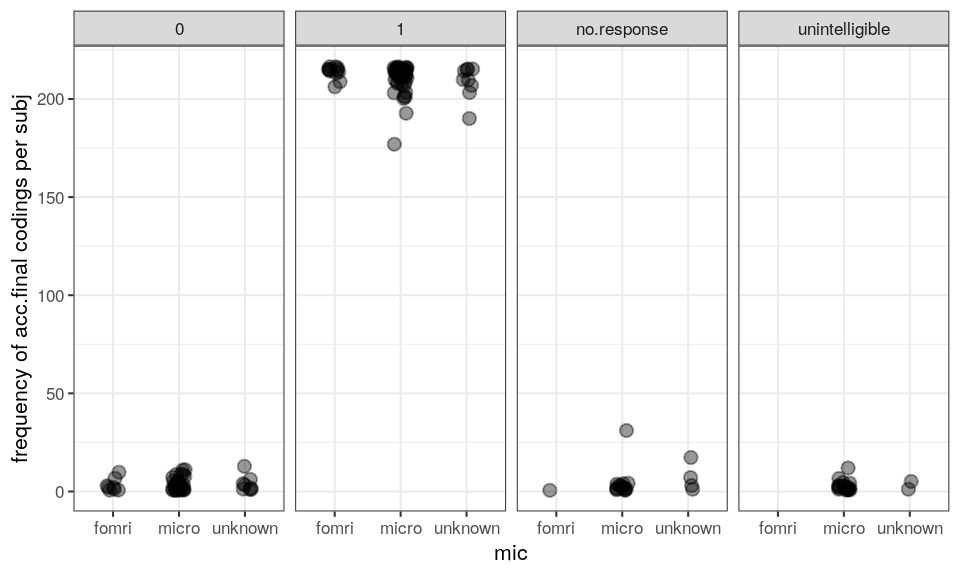 0 1 no.response unintelligible
frequency of acc.final codings per subj
200
150
100
50
0
fomri micro unknown fomri micro unknown fomri micro unknown fomri micro unknown
mic